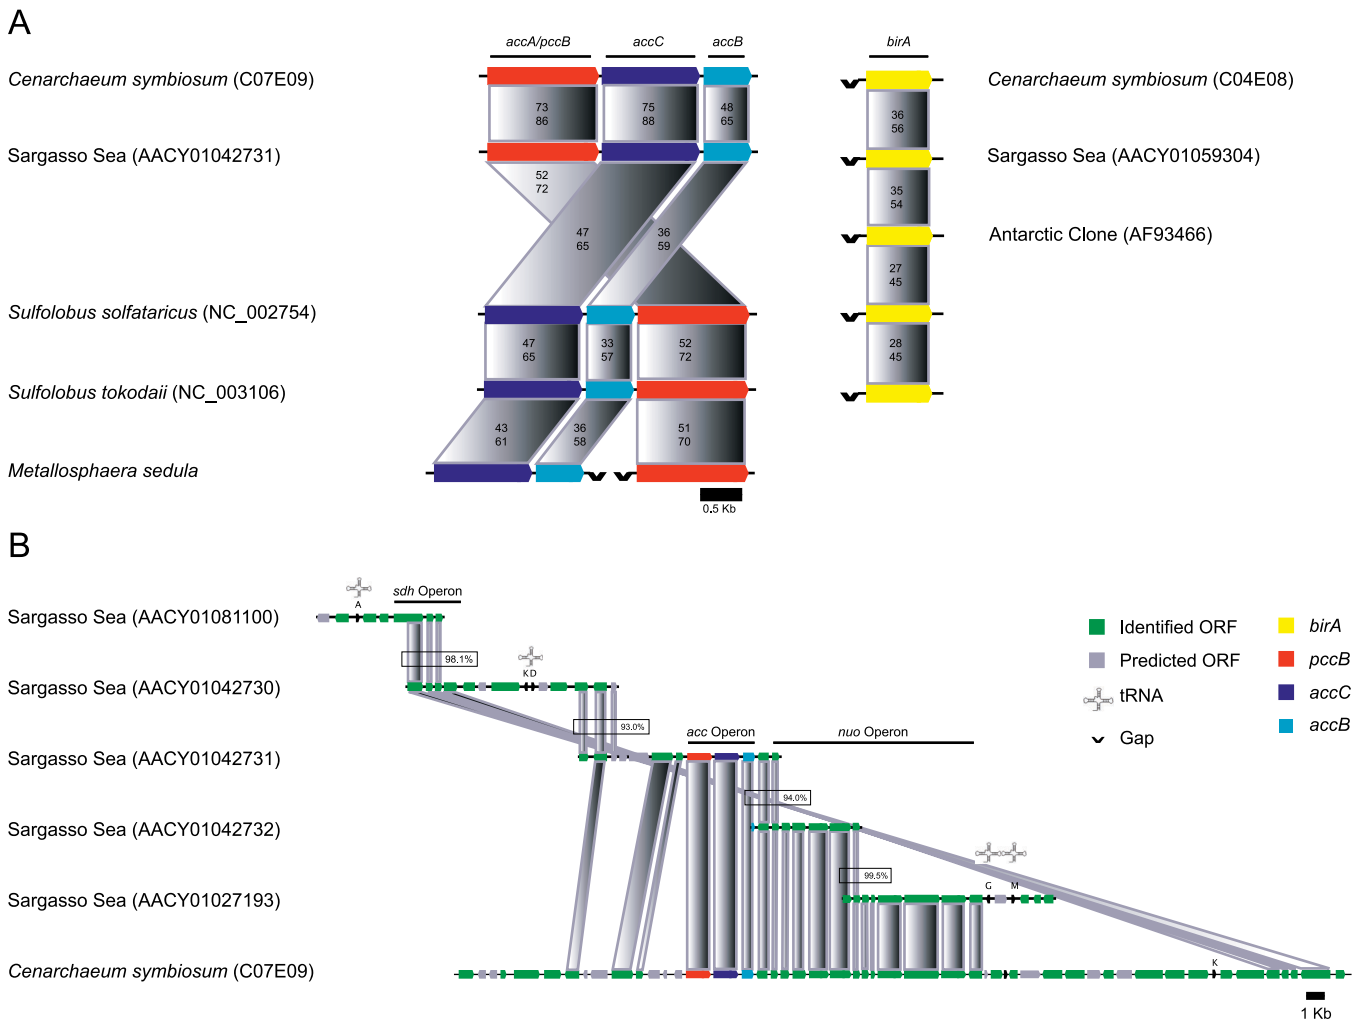 A
accA/pccB accC accB birA
Cenarchaeum symbiosum (C07E09)
Cenarchaeum symbiosum (C04E08)
73 75 48
86 88 65
36
56
Sargasso Sea (AACY01042731)
Sargasso Sea (AACY01059304)
52
72
35
54
47 36
65 59
Antarctic Clone (AF93466)
27
45
Sulfolobus solfataricus (NC_002754)
47 33 52
65 57 72
28
45
Sulfolobus tokodaii (NC_003106)
43 36 51
61 58 70
Metallosphaera sedula
0.5 Kb
B
sdh Operon
A
Sargasso Sea (AACY01081100)
98.1%
K D
Sargasso Sea (AACY01042730)
93.0%
acc Operon nuo Operon
Sargasso Sea (AACY01042731)
94.0%
Sargasso Sea (AACY01042732)
99.5%
G M
Sargasso Sea (AACY01027193)
K
Cenarchaeum symbiosum (C07E09)
1 Kb
Identified ORF
Predicted ORF
tRNA
Gap
birA
pccB
accC
accB